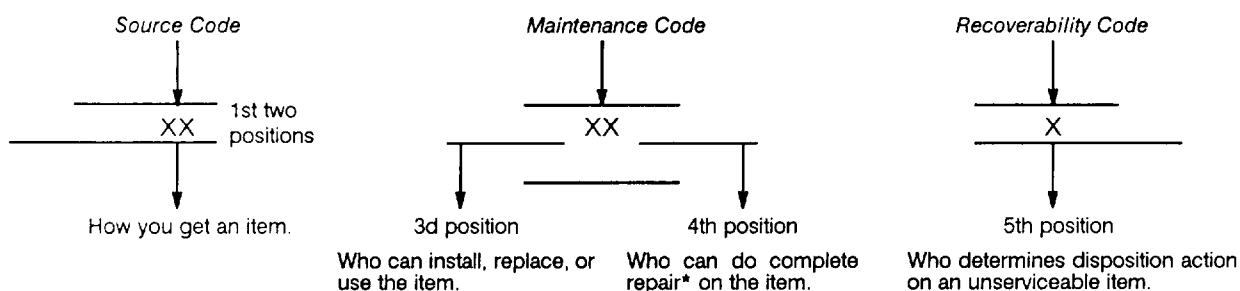 Source Code
Maintenance Code
Recoverability Code
1st two
positions
XX
XX
X
How you get an item.
3d position
4th position
5th position
Who can install, replace, or
use the item.
Who can do complete
repair* on the item.
Who determines disposition action
on an unserviceable item.